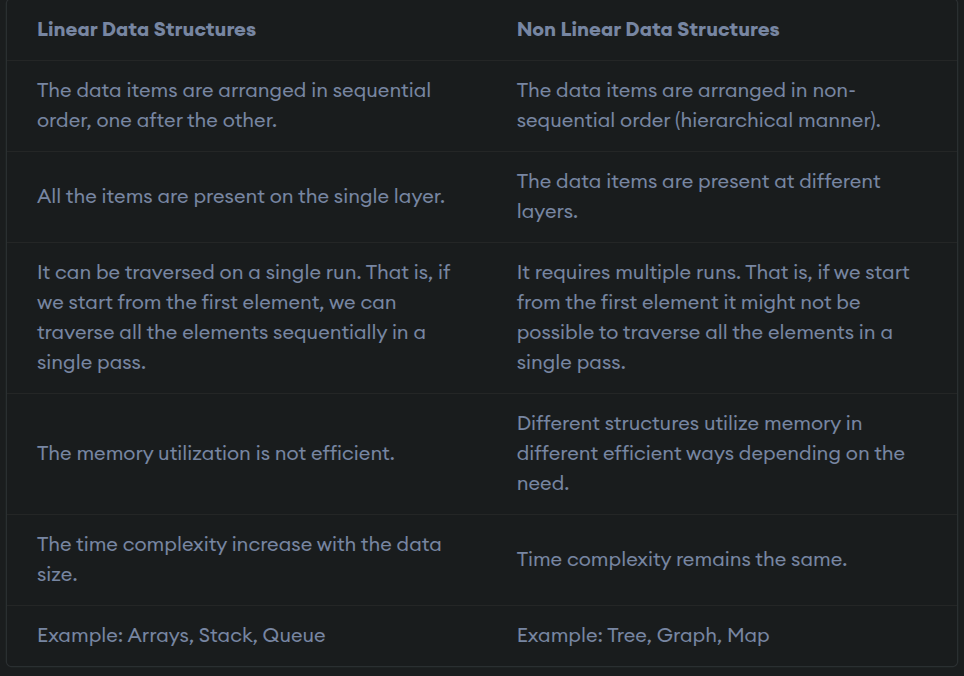 Linear Data Structures
Non Linear Data Structures
The data items are arranged in sequential
order, one after the other.
The data items are arranged in non-
sequential order (hierarchical manner).
All the items are present on the single layer.
The data items are present at different
layers.
It can be traversed on a single run. That is, if
we start from the first element, we can
traverse all the elements sequentially in a
single pass.
It requires multiple runs. That is, if we start
from the first element it might not be
possible to traverse all the elements in a
single pass.
The memory utilization is not efficient.
Different structures utilize memory in
different efficient ways depending on the
need.
The time complexity increase with the data
size.
Time complexity remains the same.
Example: Arrays, Stack, Queue
Example: Tree, Graph, Map